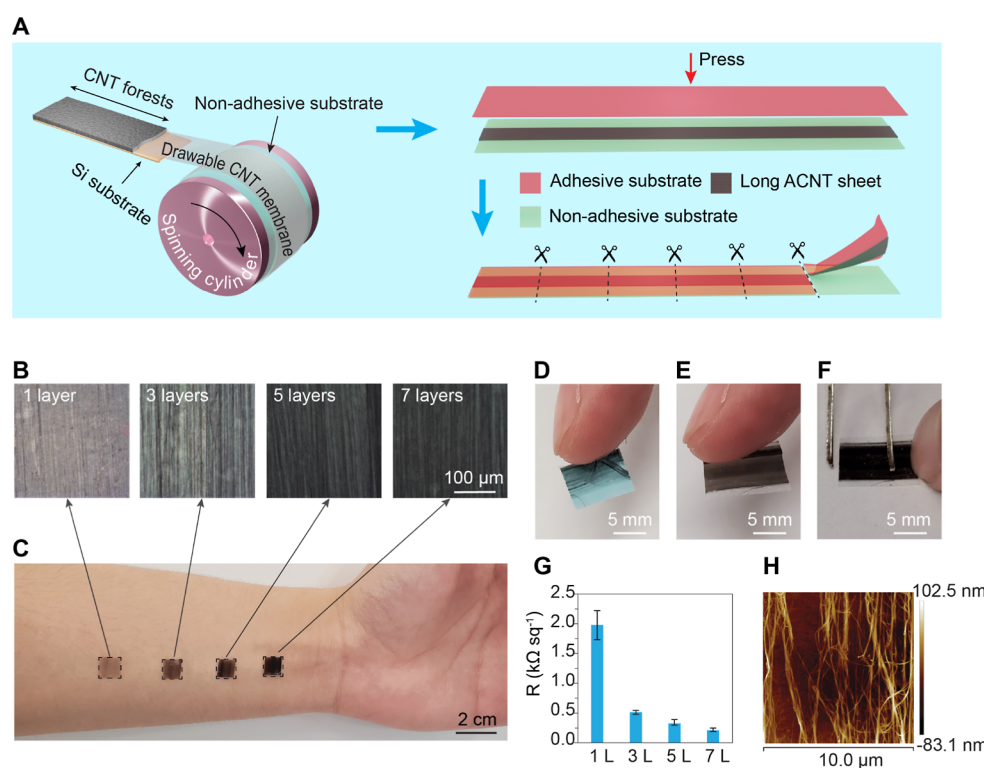 A
CNT forests
Non-adhesive substrate
Press
Drawable CNT membrane
Si substrate
Spinning cylinder
Adhesive substrate
Long ACNT sheet
Non-adhesive substrate
B
1 layer
3 layers
5 layers
7 layers
100 µm
C
2 cm
D
5 mm
E
5 mm
F
5 mm
G
R (kΩ sq⁻¹)
2.5
2.0
1.5
1.0
0.5
0.0
1 L
3 L
5 L
7 L
H
102.5 nm
-83.1 nm
10.0 µm